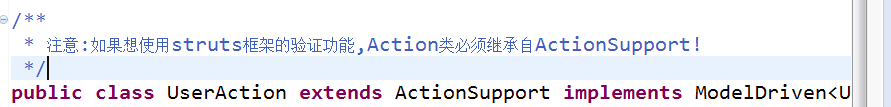 /**
* 注意:如果想使用struts框架的验证功能,Action类必须继承自ActionSupport!
*/
public class UserAction extends ActionSupport implements ModelDriven<U